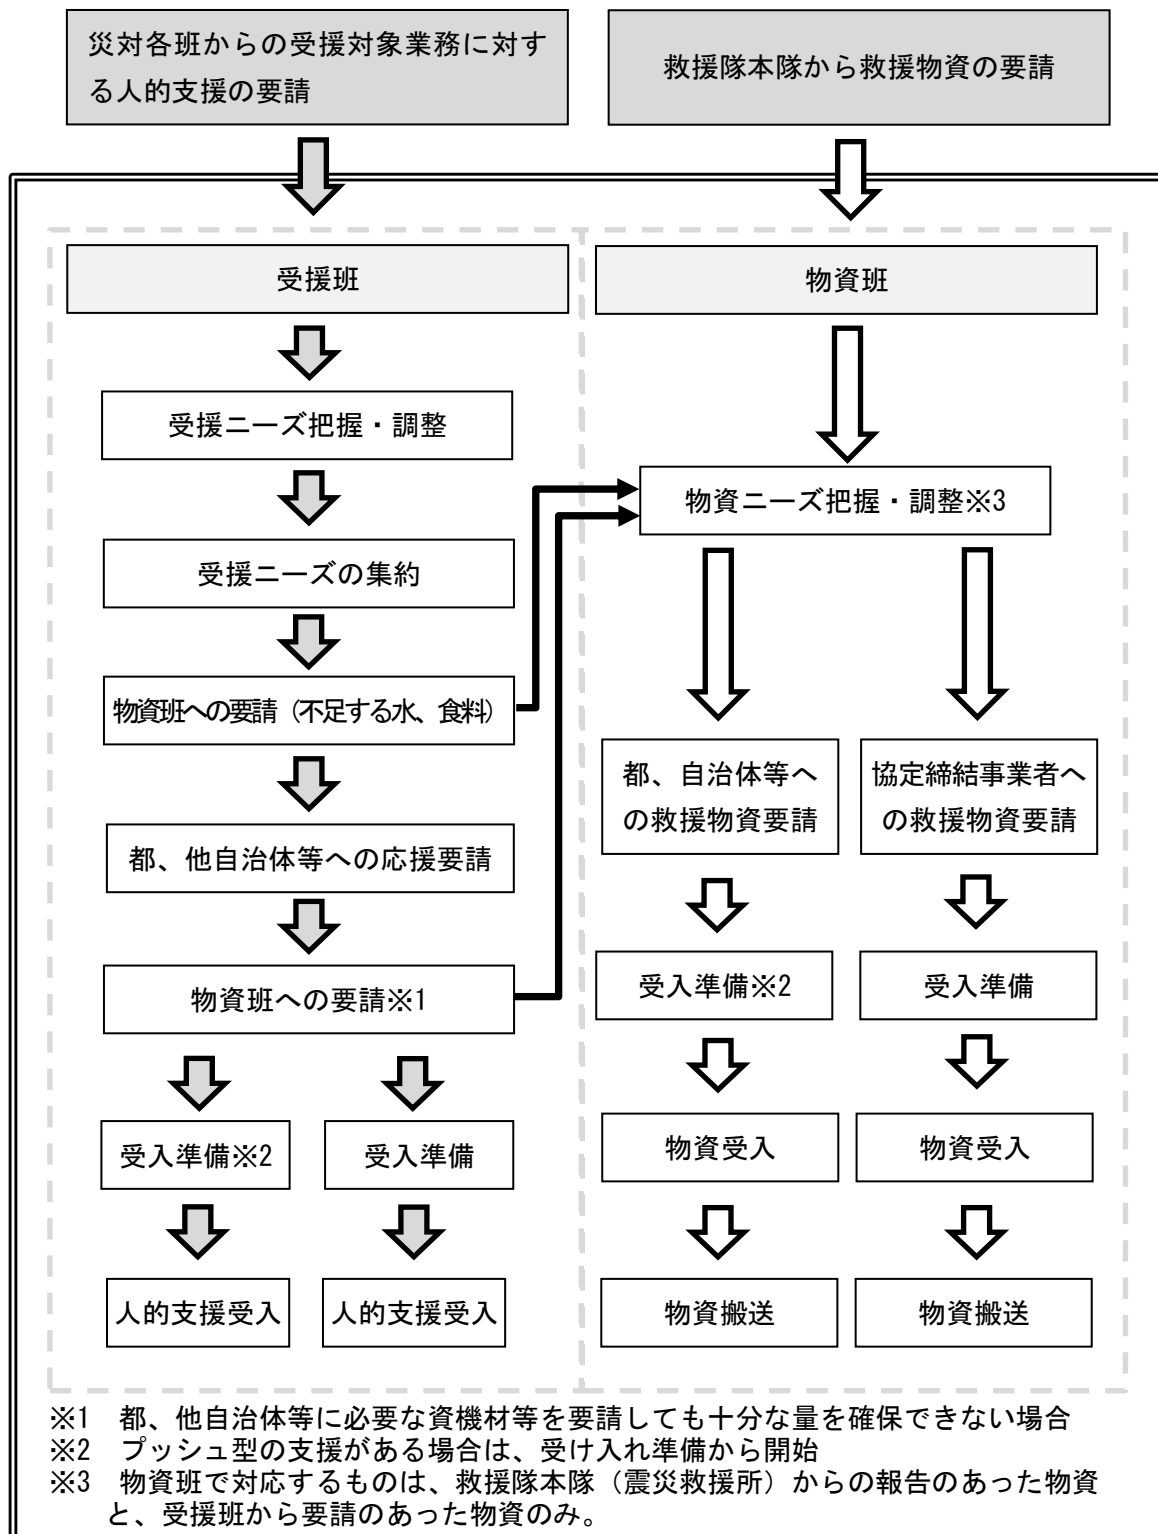 災対各班からの受援対象業務に対す
る人的支援の要請
救援隊本隊から救援物資の要請
受援班
受援ニーズ把握・調整
受援ニーズの集約
物資班への要請（不足する水、食料）
都、他自治体等への応援要請
物資班への要請※1
受入準備※2
受入準備
人的支援受入
人的支援受入
物資班
物資ニーズ把握・調整※3
都、自治体等へ
の救援物資要請
協定締結事業者へ
の救援物資要請
受入準備※2
受入準備
物資受入
物資受入
物資搬送
物資搬送
※1　都、他自治体等に必要な資機材等を要請しても十分な量を確保できない場合
※2　プッシュ型の支援がある場合は、受け入れ準備から開始
※3　物資班で対応するものは、救援隊本隊（震災救援所）からの報告のあった物資
と、受援班から要請のあった物資のみ。